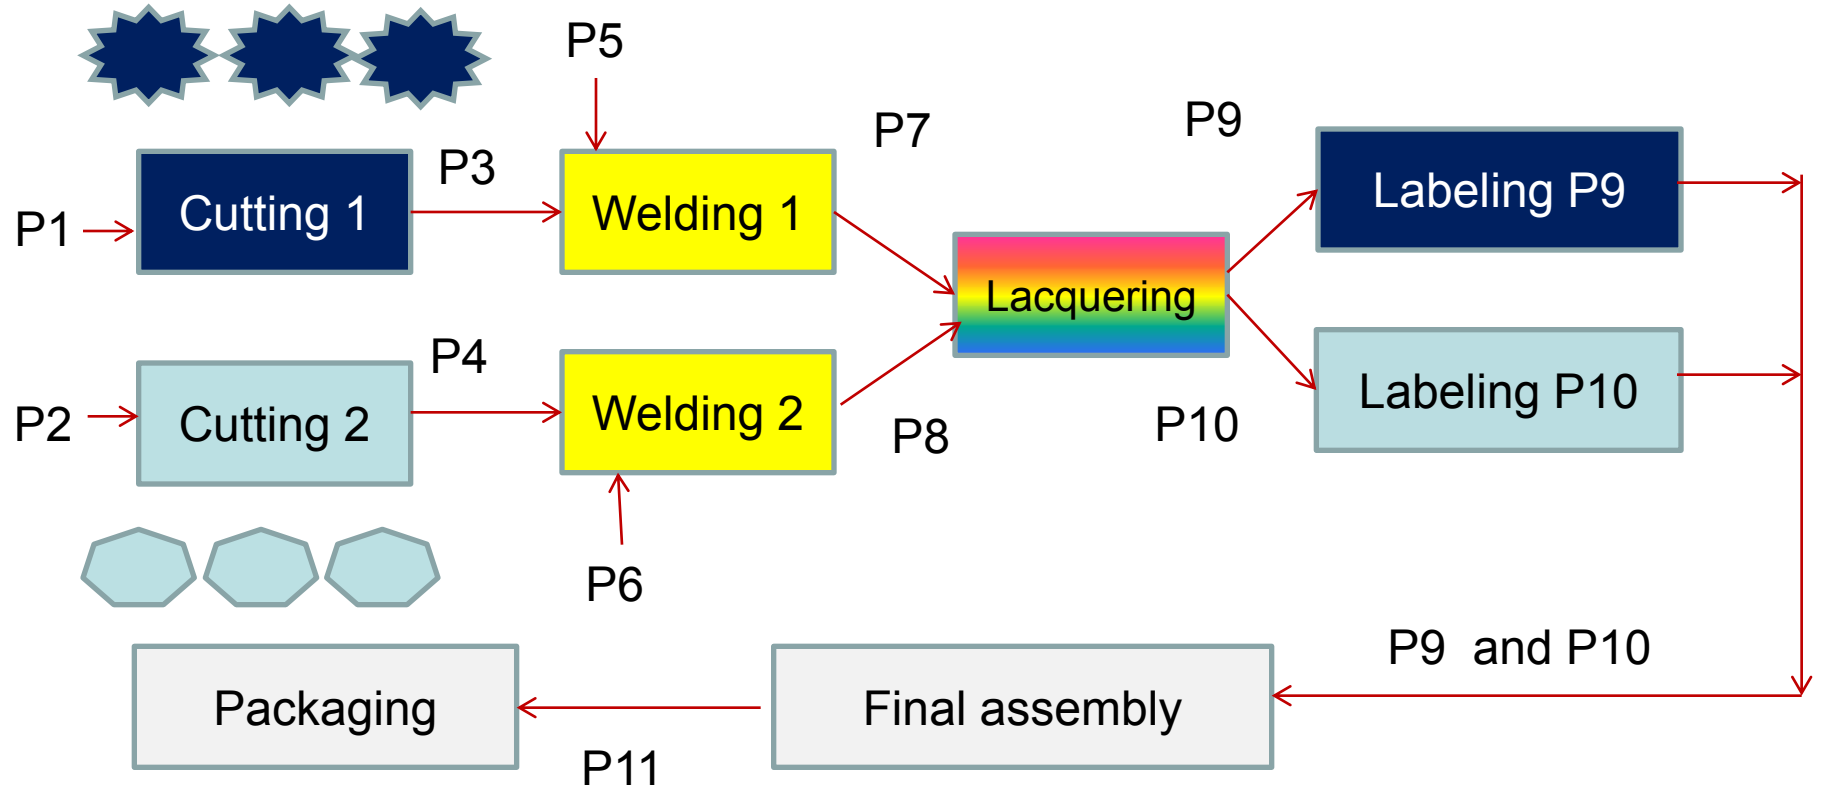 P5
P7
P9
P3
Cutting 1
Welding 1
Labeling P9
P1
Lacquering
P4
Cutting 2
Welding 2
Labeling P10
P2
P8
P10
P6
P9 and P10
Packaging
Final assembly
P11